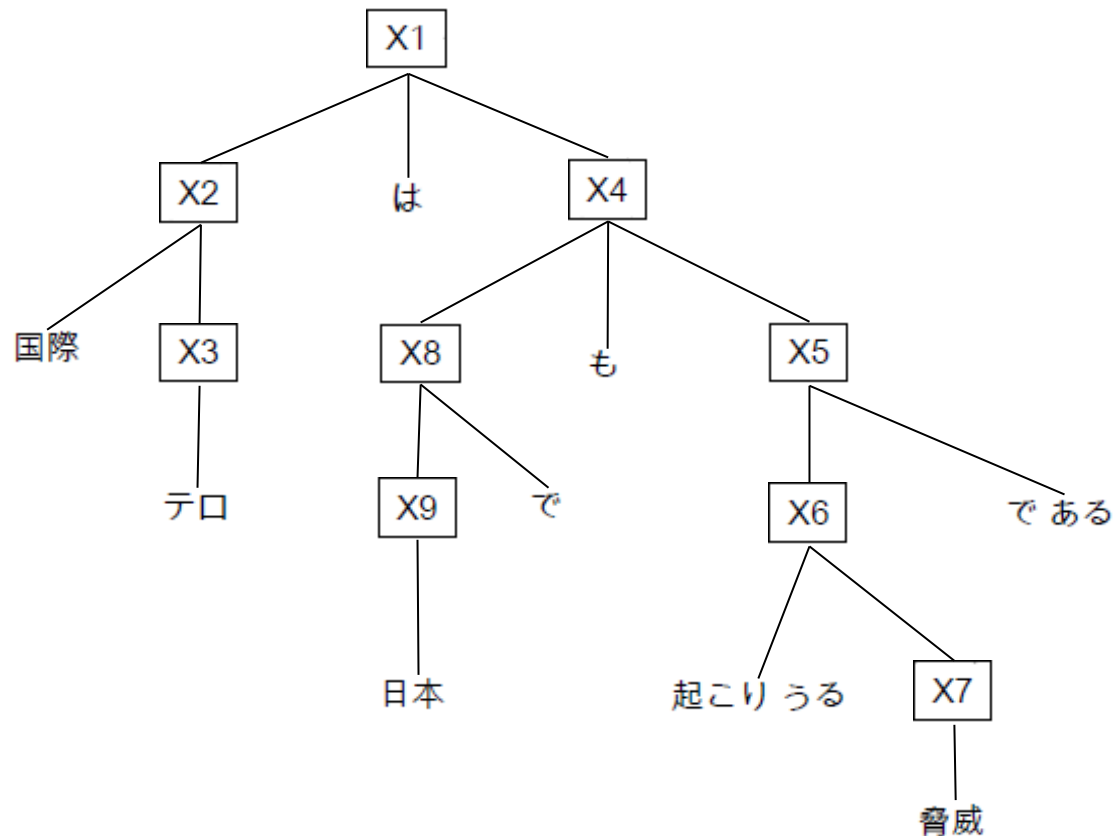 X1
X2 は X4
国際 X3 X8 も X5
テロ X9 で X6 で ある
日本 起こり うる X7
脅威